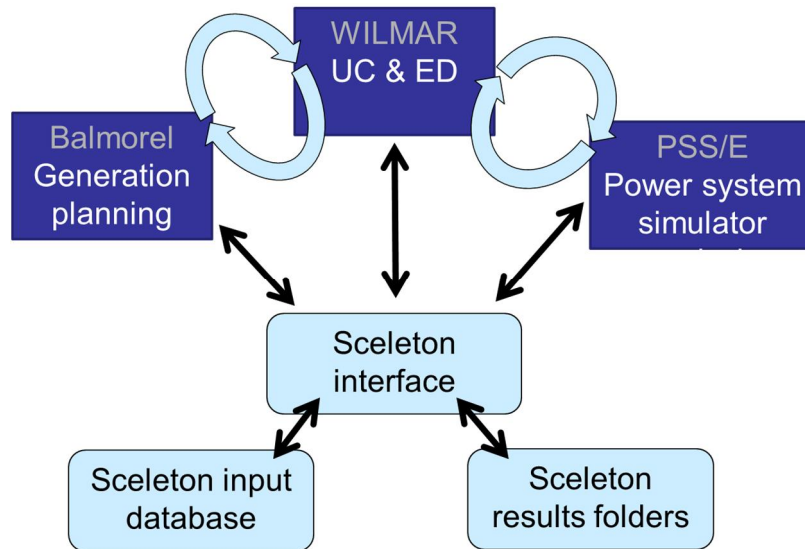 WILMAR
UC & ED
Balmorel
Generation
planning
PSS/E
Power system
simulator
Sceleton
interface
Sceleton input
database
Sceleton
results folders